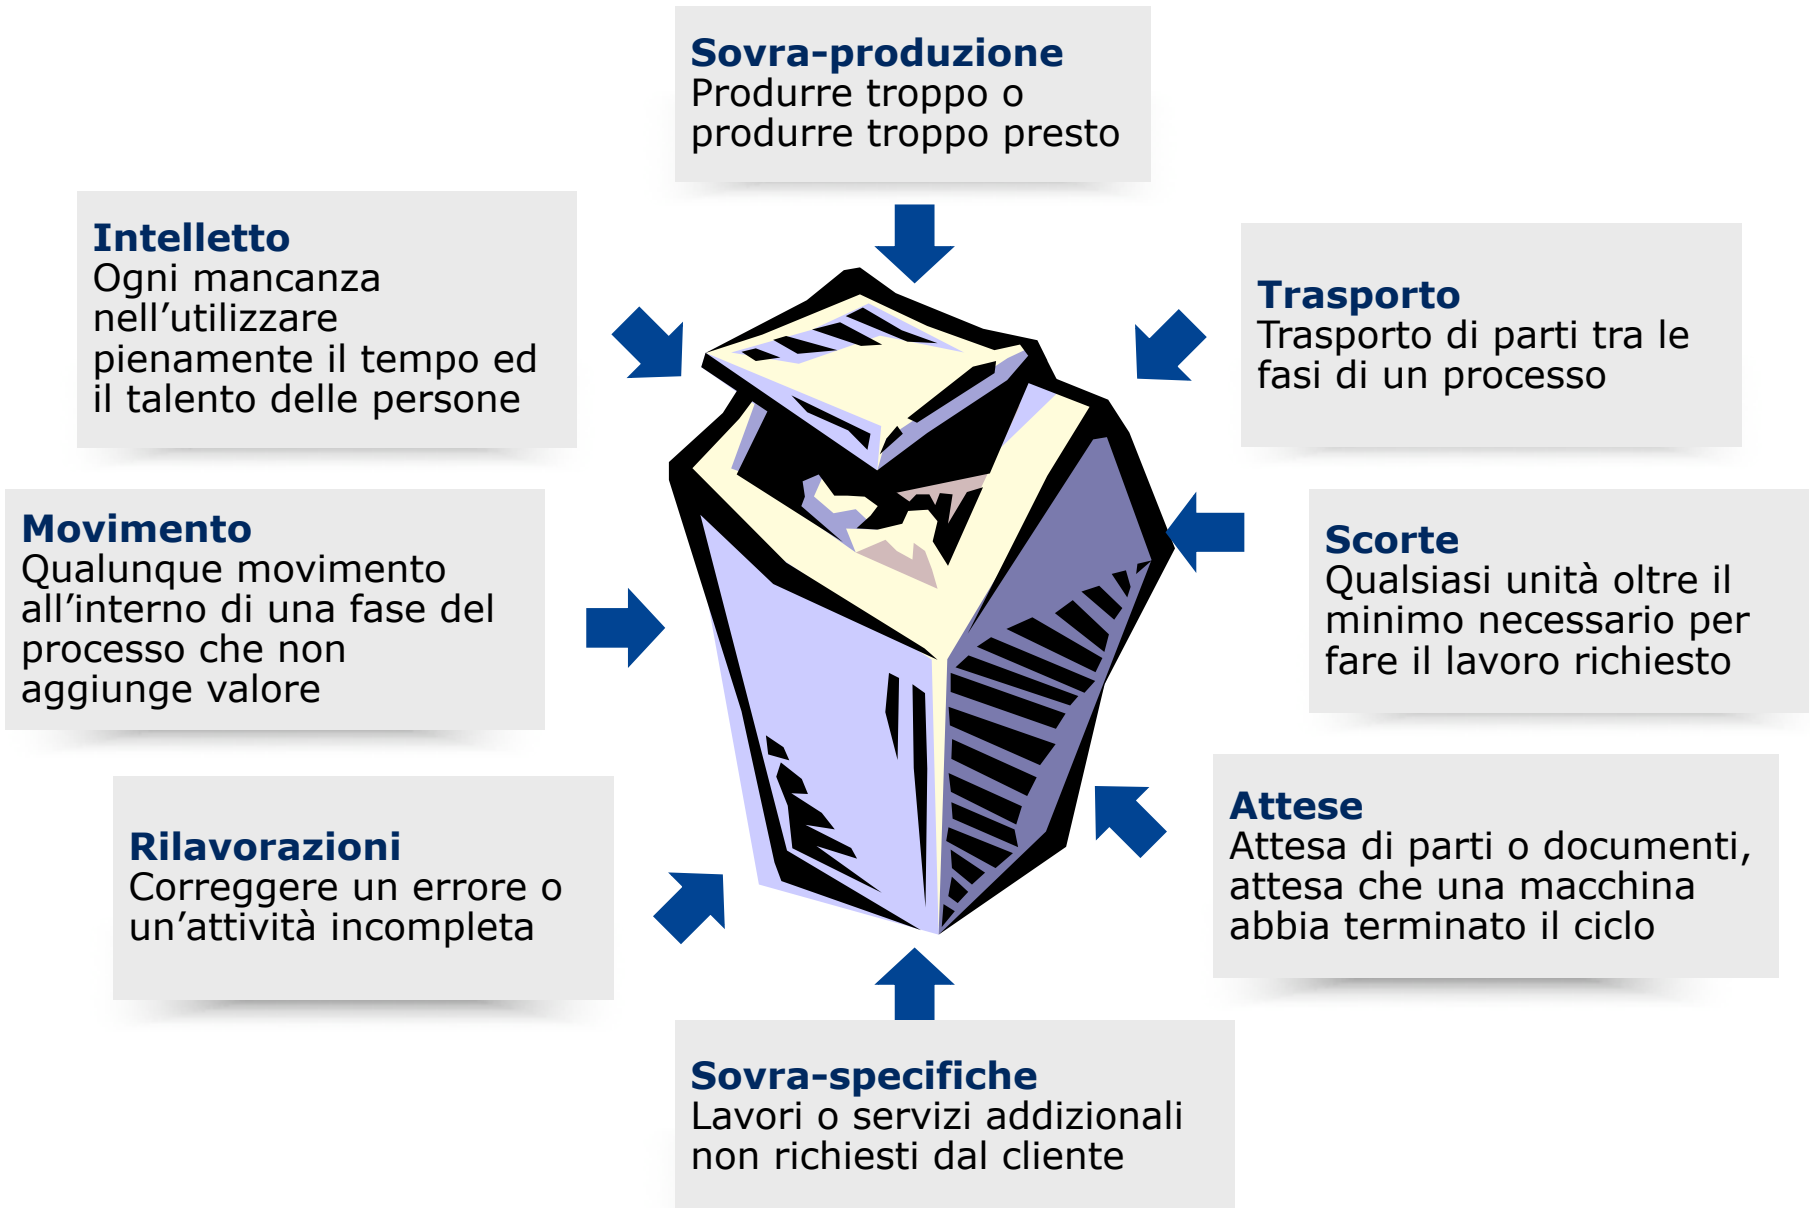 Sovra-produzione
Produrre troppo o
produrre troppo presto
Intelletto
Ogni mancanza
nell’utilizzare
pienamente il tempo ed
il talento delle persone
Trasporto
Trasporto di parti tra le
fasi di un processo
Movimento
Qualunque movimento
all’interno di una fase del
processo che non
aggiunge valore
Scorte
Qualsiasi unità oltre il
minimo necessario per
fare il lavoro richiesto
Rilavorazioni
Correggere un errore o
un’attività incompleta
Attese
Attesa di parti o documenti,
attesa che una macchina
abbia terminato il ciclo
Sovra-specifiche
Lavori o servizi addizionali
non richiesti dal cliente